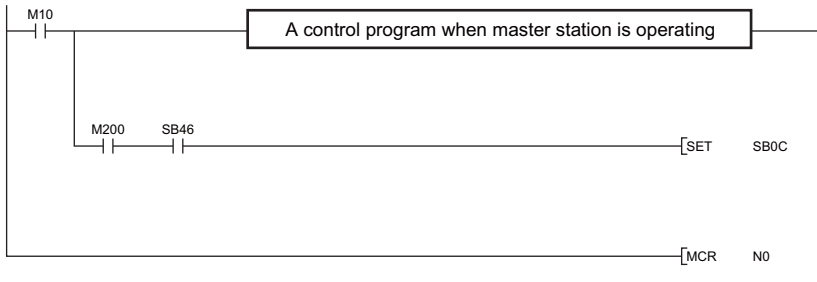 M10
A control program when master station is operating
M200 SB46
SET SB0C
MCR N0